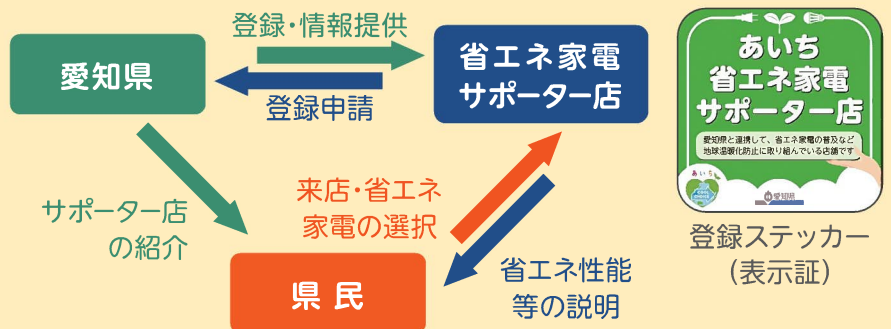 登録・情報提供
愛知県
省エネ家電
サポーター店
登録申請
サポーター店
の紹介
来店・省エネ
家電の選択
県民
省エネ性能
等の説明
あいち
省エネ家電
サポーター店
愛知県と連携して、省エネ家電の普及など
地球温暖化防止に取り組んでいる店舗です
あいち
愛知県
登録ステッカー
（表示証）